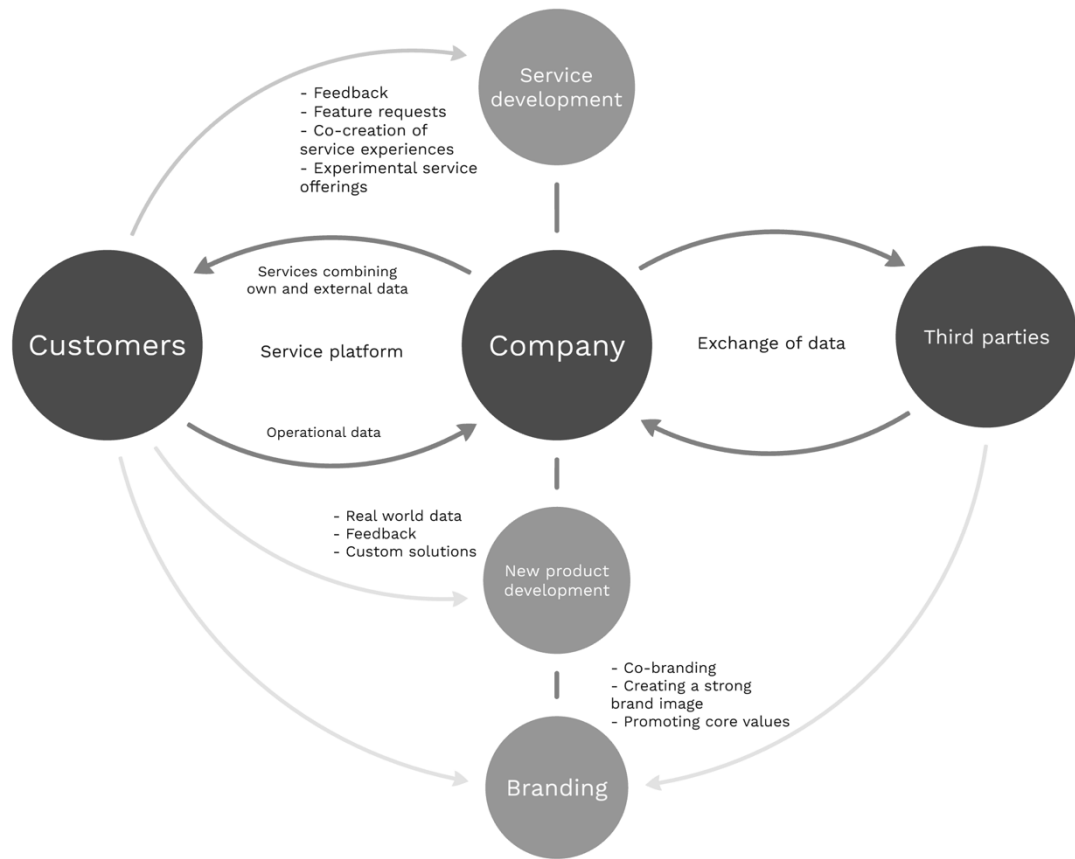 Service
development
- Feedback
- Feature requests
- Co-creation of
service experiences
- Experimental service
offerings
Services combining
own and external data
Customers
Service platform
Company
Exchange of data
Third parties
Operational data
- Real world data
- Feedback
- Custom solutions
New product
development
- Co-branding
- Creating a strong
brand image
- Promoting core values
Branding